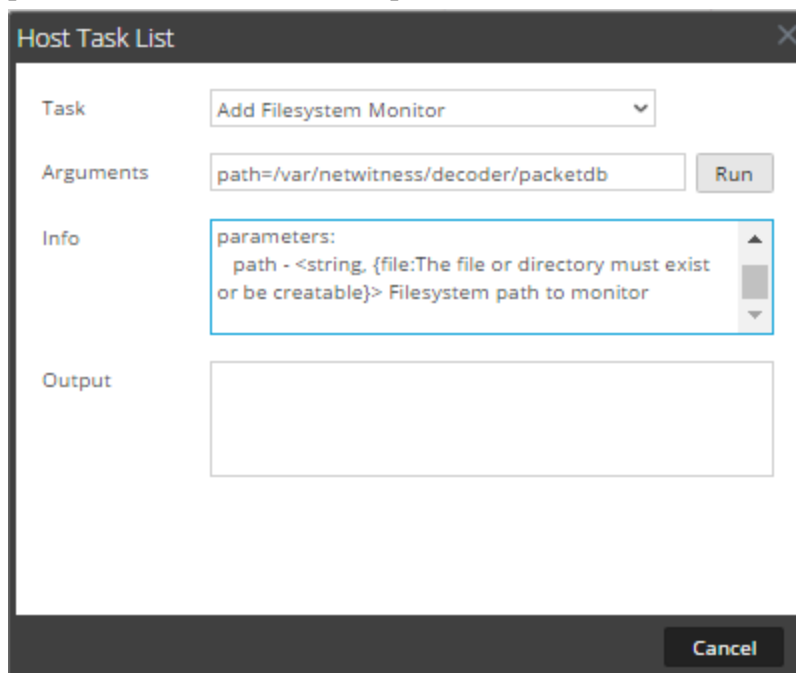 Host Task List
Task
Add Filesystem Monitor
Arguments
path=/var/netwitness/decoder/packetdb
Run
Info
parameters:
path - <string, {file:The file or directory must exist
or be creatable}> Filesystem path to monitor
Output
Cancel